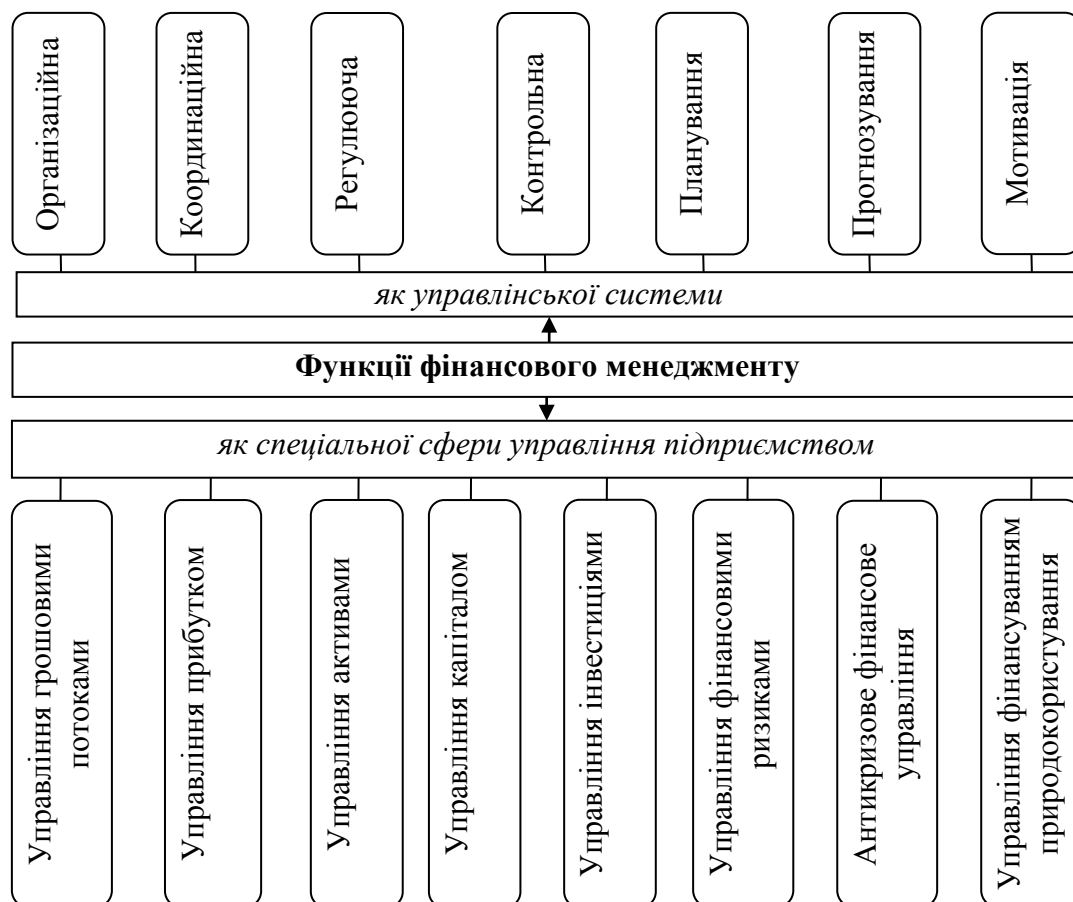 Організаційна
Координаційна
Регулююча
Контрольна
Планування
Прогнозування
Мотивація
як управлінської системи
Функції фінансового менеджменту
як спеціальної сфери управління підприємством
Управління грошовими
потоками
Управління прибутком
Управління активами
Управління капіталом
Управління інвестиціями
Управління фінансовими
ризиками
Антикризове фінансове
управління
Управління фінансуванням
природокористування